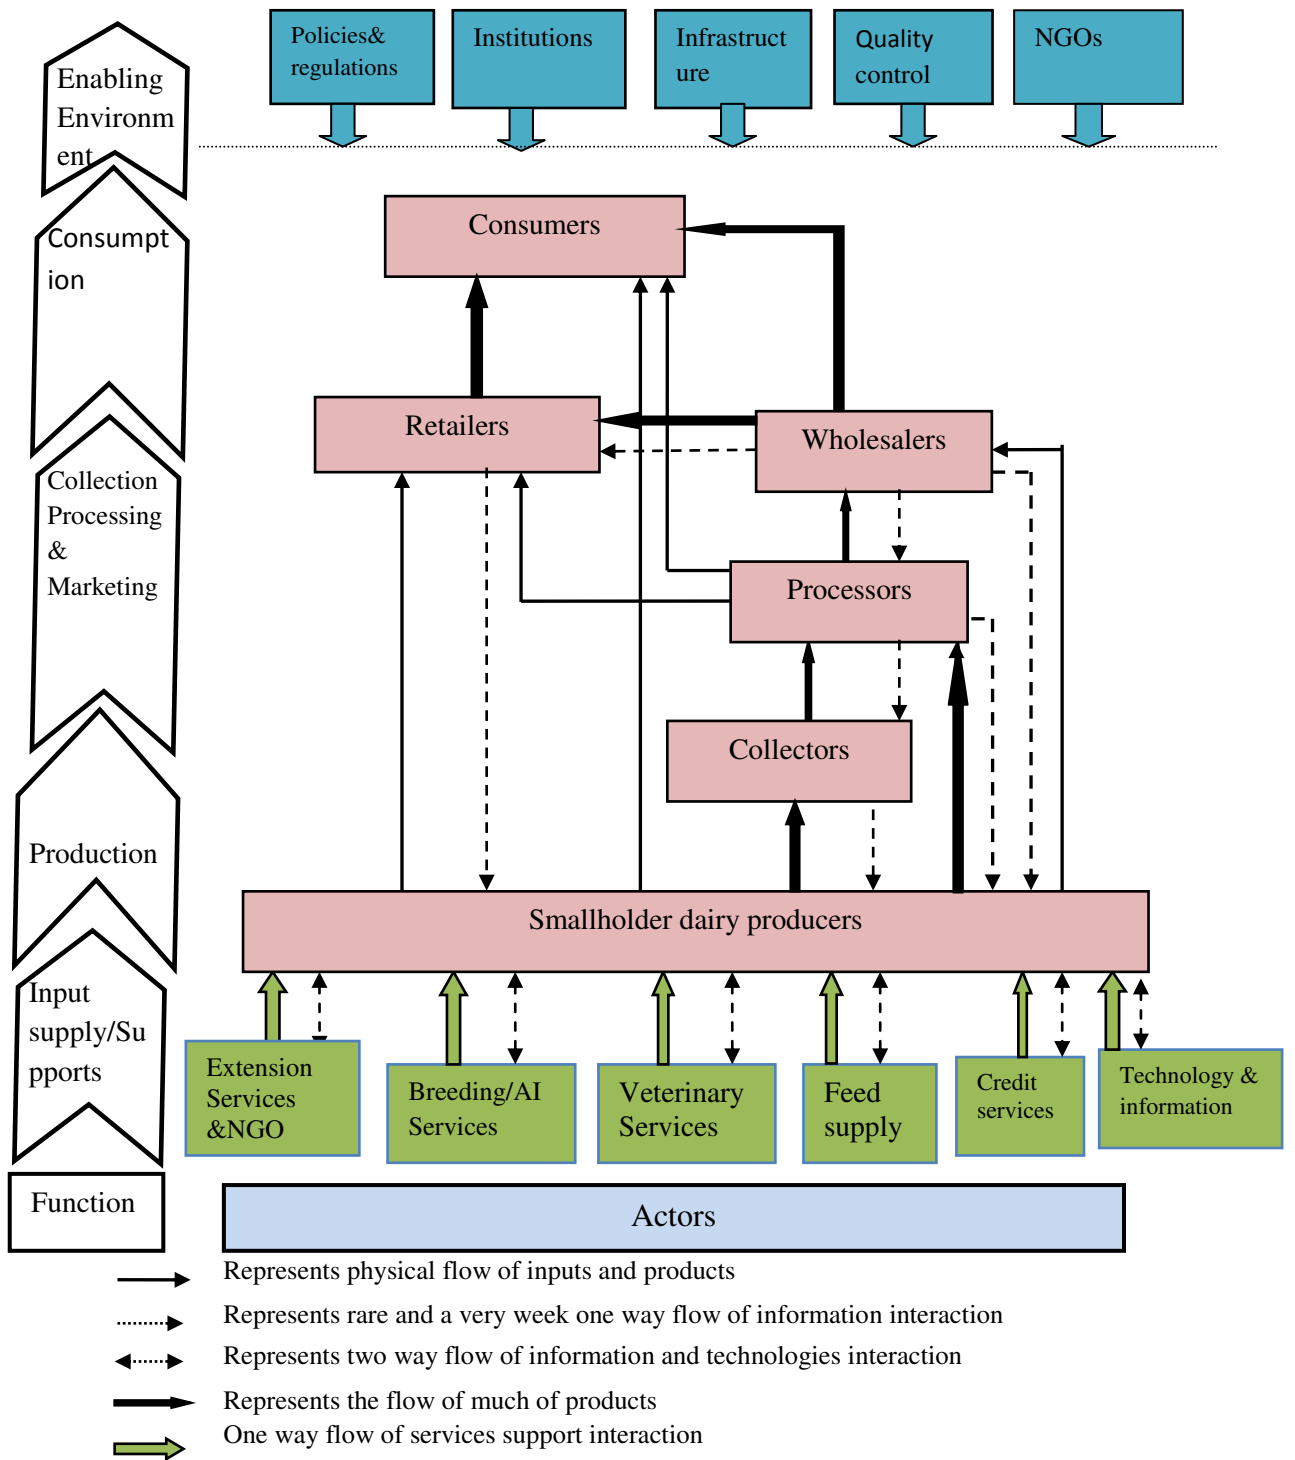 Policies&
regulations
Institutions
Infrastruct
ure
Quality
control
NGOs
Enabling
Environm
ent
Consumers
Consumpt
ion
Retailers
Wholesalers
Collection
Processing
&
Marketing
Processors
Collectors
Production
Smallholder dairy producers
Input
supply/Su
pports
Extension
Services
&NGO
Breeding/AI
Services
Veterinary
Services
Feed
supply
Credit
services
Technology &
information
Function
Actors
Represents physical flow of inputs and products
Represents rare and a very week one way flow of information interaction
Represents two way flow of information and technologies interaction
Represents the flow of much of products
One way flow of services support interaction